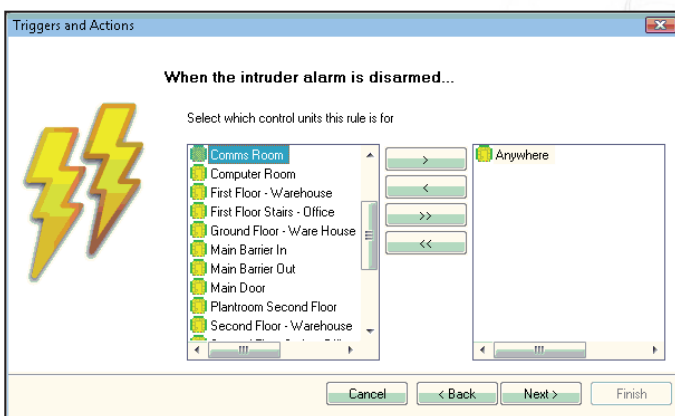 Triggers and Actions
When the intruder alarm is disarmed...
Select which control units this rule is for
Comms Room
Computer Room
First Floor - Warehouse
First Floor Stairs - Office
Ground Floor - Ware House
Main Barrier In
Main Barrier Out
Main Door
Plantroom Second Floor
Second Floor - Warehouse
>
<
>>
<<
Anywhere
Cancel
< Back
Next >
Finish